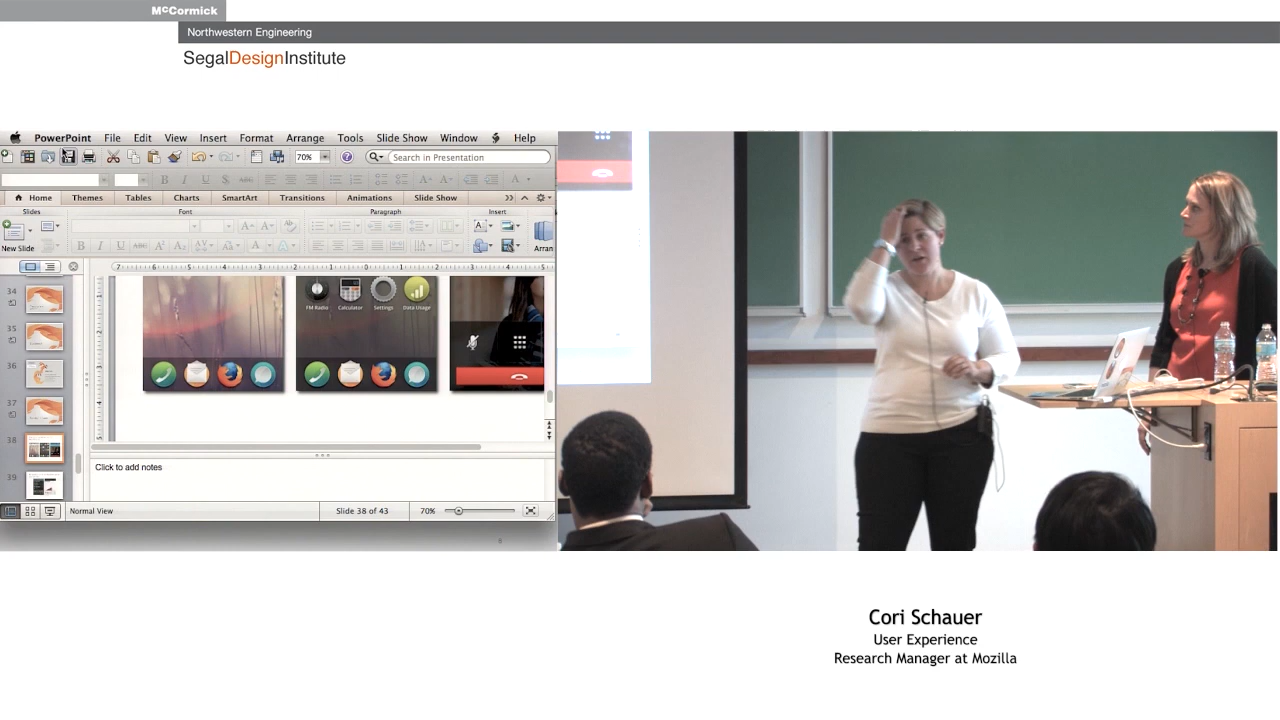 McCormick
Northwestern Engineering
SegalDesignInstitute
PowerPoint File Edit View Insert Format Arrange Tools Slide Show Window Help
70% Search in Presentation
Home Themes Tables Charts SmartArt Transitions Animations Slide Show
Slides Font Paragraph Insert
New Slide Arran
34
35
36
37
38
39
FM Radio Calculator Settings Data Usage
Click to add notes
Normal View Slide 38 of 43 70%
Cori Schauer
User Experience
Research Manager at Mozilla